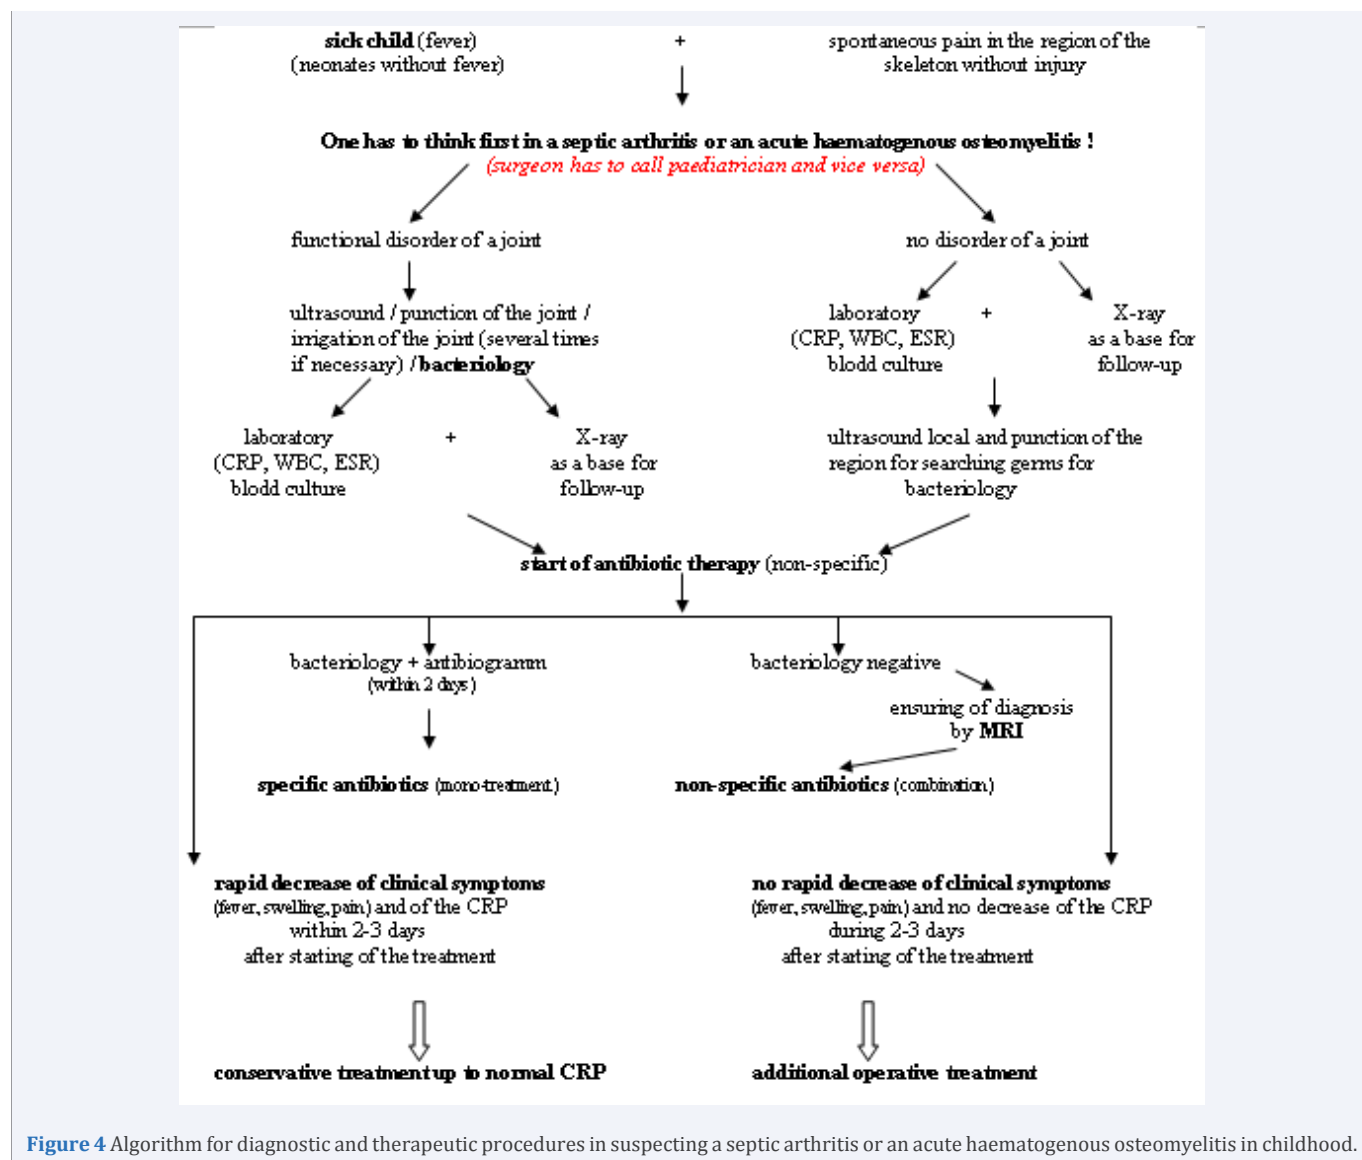 sick child (fever) + spontaneous pain in the region of the
(neonates without fever) skeleton without injury
One has to think first in a septic arthritis or an acute haematogenous osteomyelitis !
(surgeon has to call paediatrician and vice versa)
functional disorder of a joint
no disorder of a joint
ultrasound / punction of the joint /
irrigation of the joint (several times
if necessary) / bacteriology
laboratory
(CRP, WBC, ESR)
blodd culture
+
X-ray
as a base for
follow-up
laboratory
(CRP, WBC, ESR)
blodd culture
+
X-ray
as a base for
follow-up
ultrasound local and punction of the
region for searching germs for
bacteriology
start of antibiotic therapy (non-specific)
bacteriology + antibiogramm
(within 2 days)
specific antibiotics (mono-treatment)
bacteriology negative
ensuring of diagnosis
by MRI
non-specific antibiotics (combination)
rapid decrease of clinical symptoms
(fever, swelling, pain) and of the CRP
within 2-3 days
after starting of the treatment
no rapid decrease of clinical symptoms
(fever, swelling, pain) and no decrease of the CRP
during 2-3 days
after starting of the treatment
conservative treatment up to normal CRP
additional operative treatment
Figure 4 Algorithm for diagnostic and therapeutic procedures in suspecting a septic arthritis or an acute haematogenous osteomyelitis in childhood.